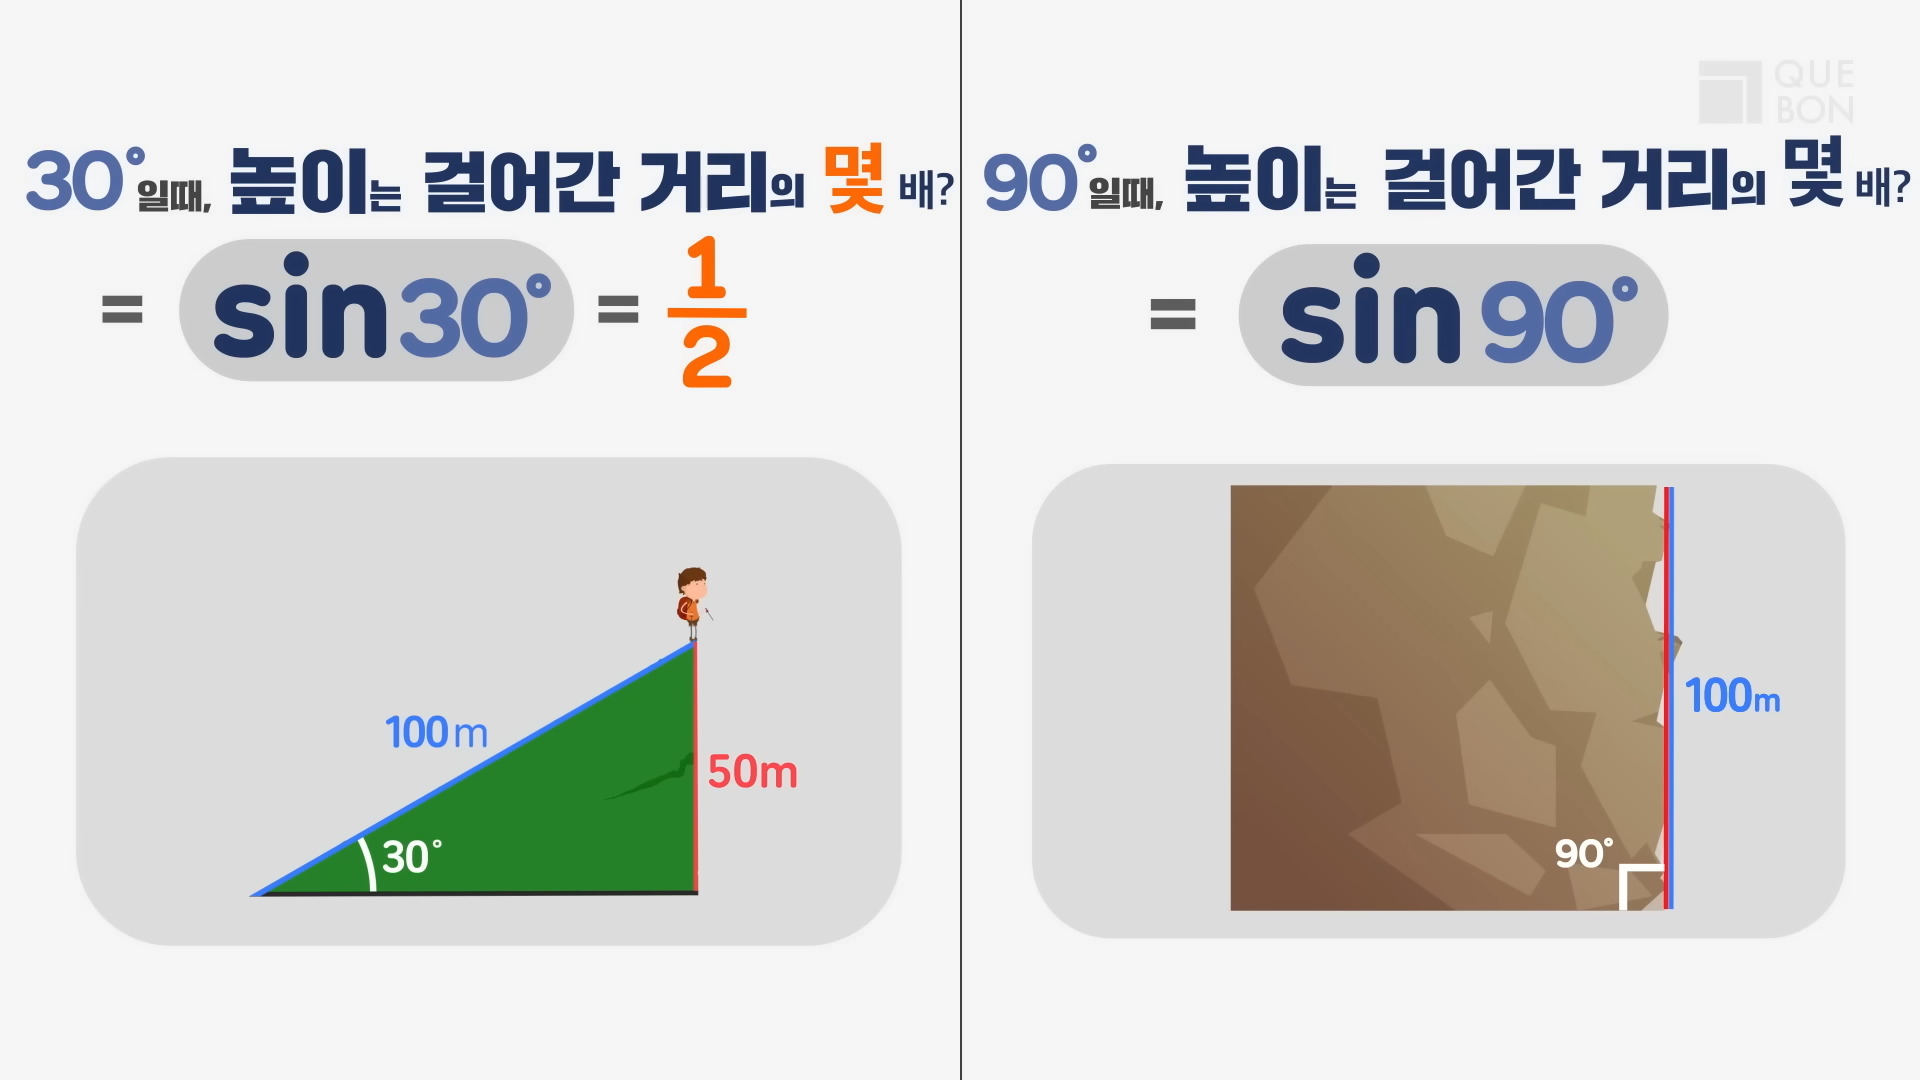 30°일때, 높이는 걸어간 거리의 몇 배?
= sin30° = 1/2
100m
50m
30°
QUE
BON
90°일때, 높이는 걸어간 거리의 몇 배?
= sin90°
100m
90°